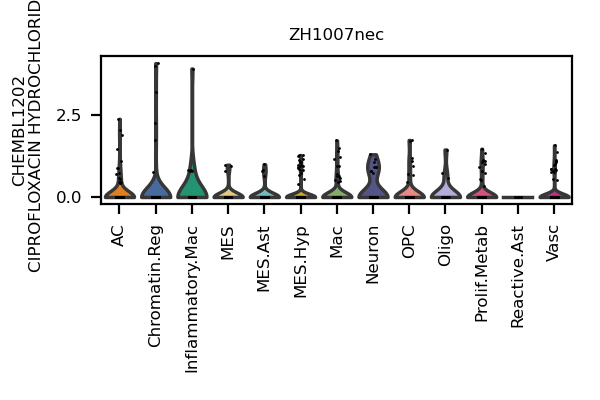 ZH1007nec
CHEMBL1202
CIPROFLOXACIN HYDROCHLORID
2.5
0.0
AC
Chromatin.Reg
Inflammatory.Mac
MES
MES.Ast
MES.Hyp
Mac
Neuron
OPC
Oligo
Prolif.Metab
Reactive.Ast
Vasc